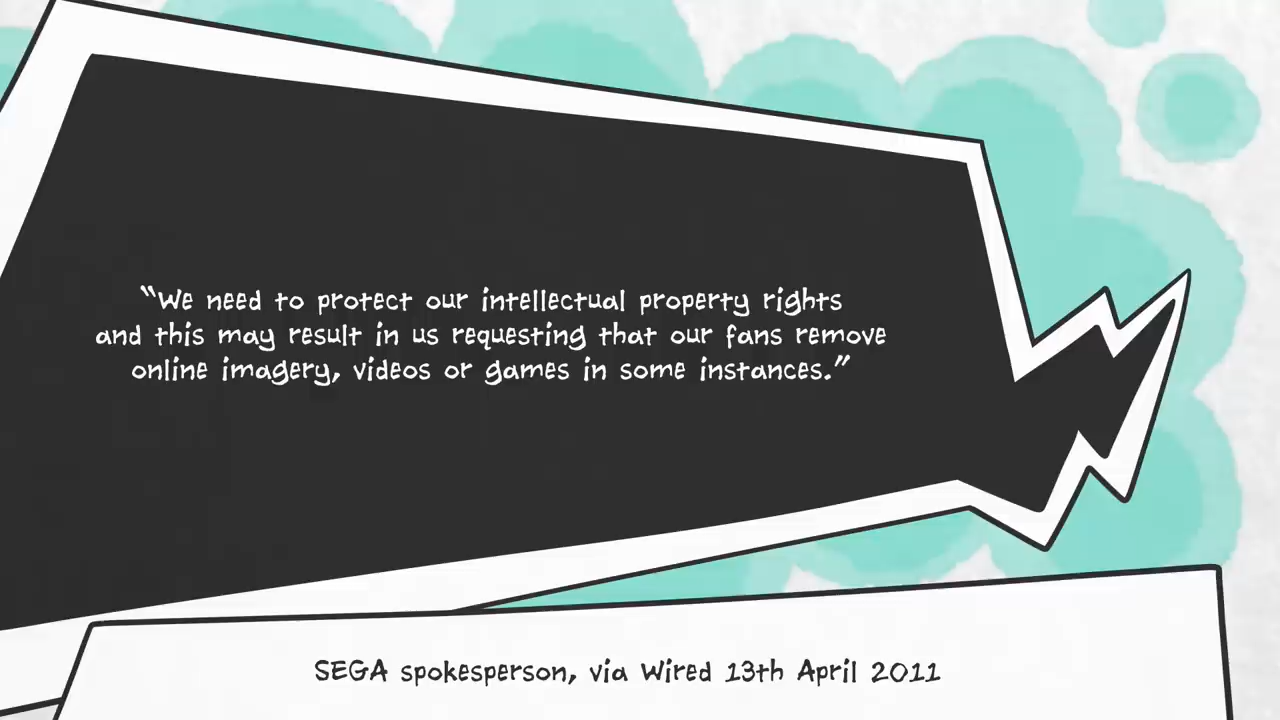 “We need to protect our intellectual property rights
and this may result in us requesting that our fans remove
online imagery, videos or games in some instances.”
SEGA spokesperson, via Wired 13th April 2011